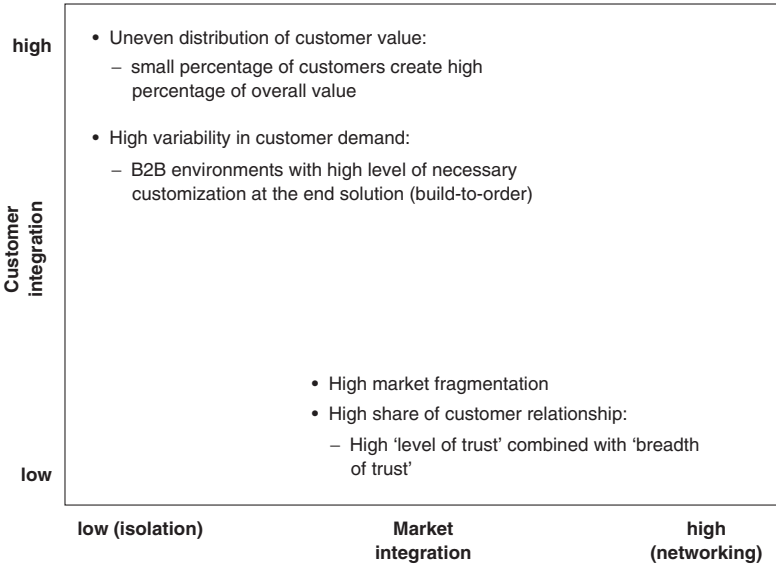 high
• Uneven distribution of customer value:
– small percentage of customers create high
percentage of overall value
• High variability in customer demand:
– B2B environments with high level of necessary
customization at the end solution (build-to-order)
Customer
integration
• High market fragmentation
• High share of customer relationship:
– High ‘level of trust’ combined with ‘breadth
of trust’
low
low (isolation)
Market
integration
high
(networking)